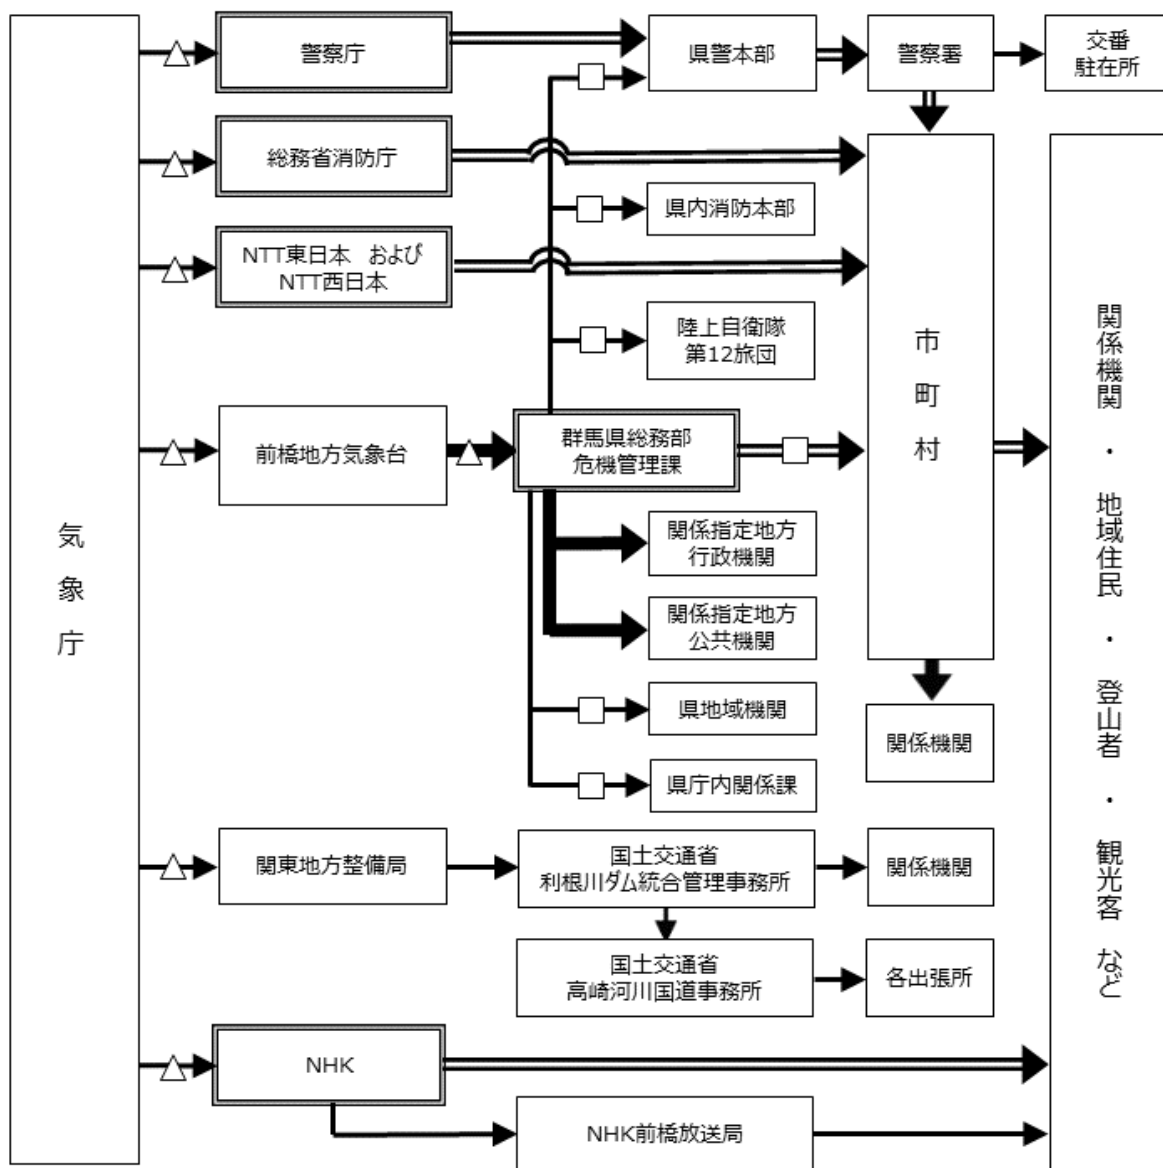 気象庁
警察庁
県警本部
警察署
交番
駐在所
総務省消防庁
県内消防本部
NTT東日本　および
NTT西日本
陸上自衛隊
第12旅団
市町村
前橋地方気象台
群馬県総務部
危機管理課
関係指定地方
行政機関
関係指定地方
公共機関
県地域機関
関係機関
県庁内関係課
関東地方整備局
国土交通省
利根川ダム統合管理事務所
関係機関
国土交通省
高崎河川国道事務所
各出張所
NHK
NHK前橋放送局
関係機関・地域住民・登山者・観光客 など